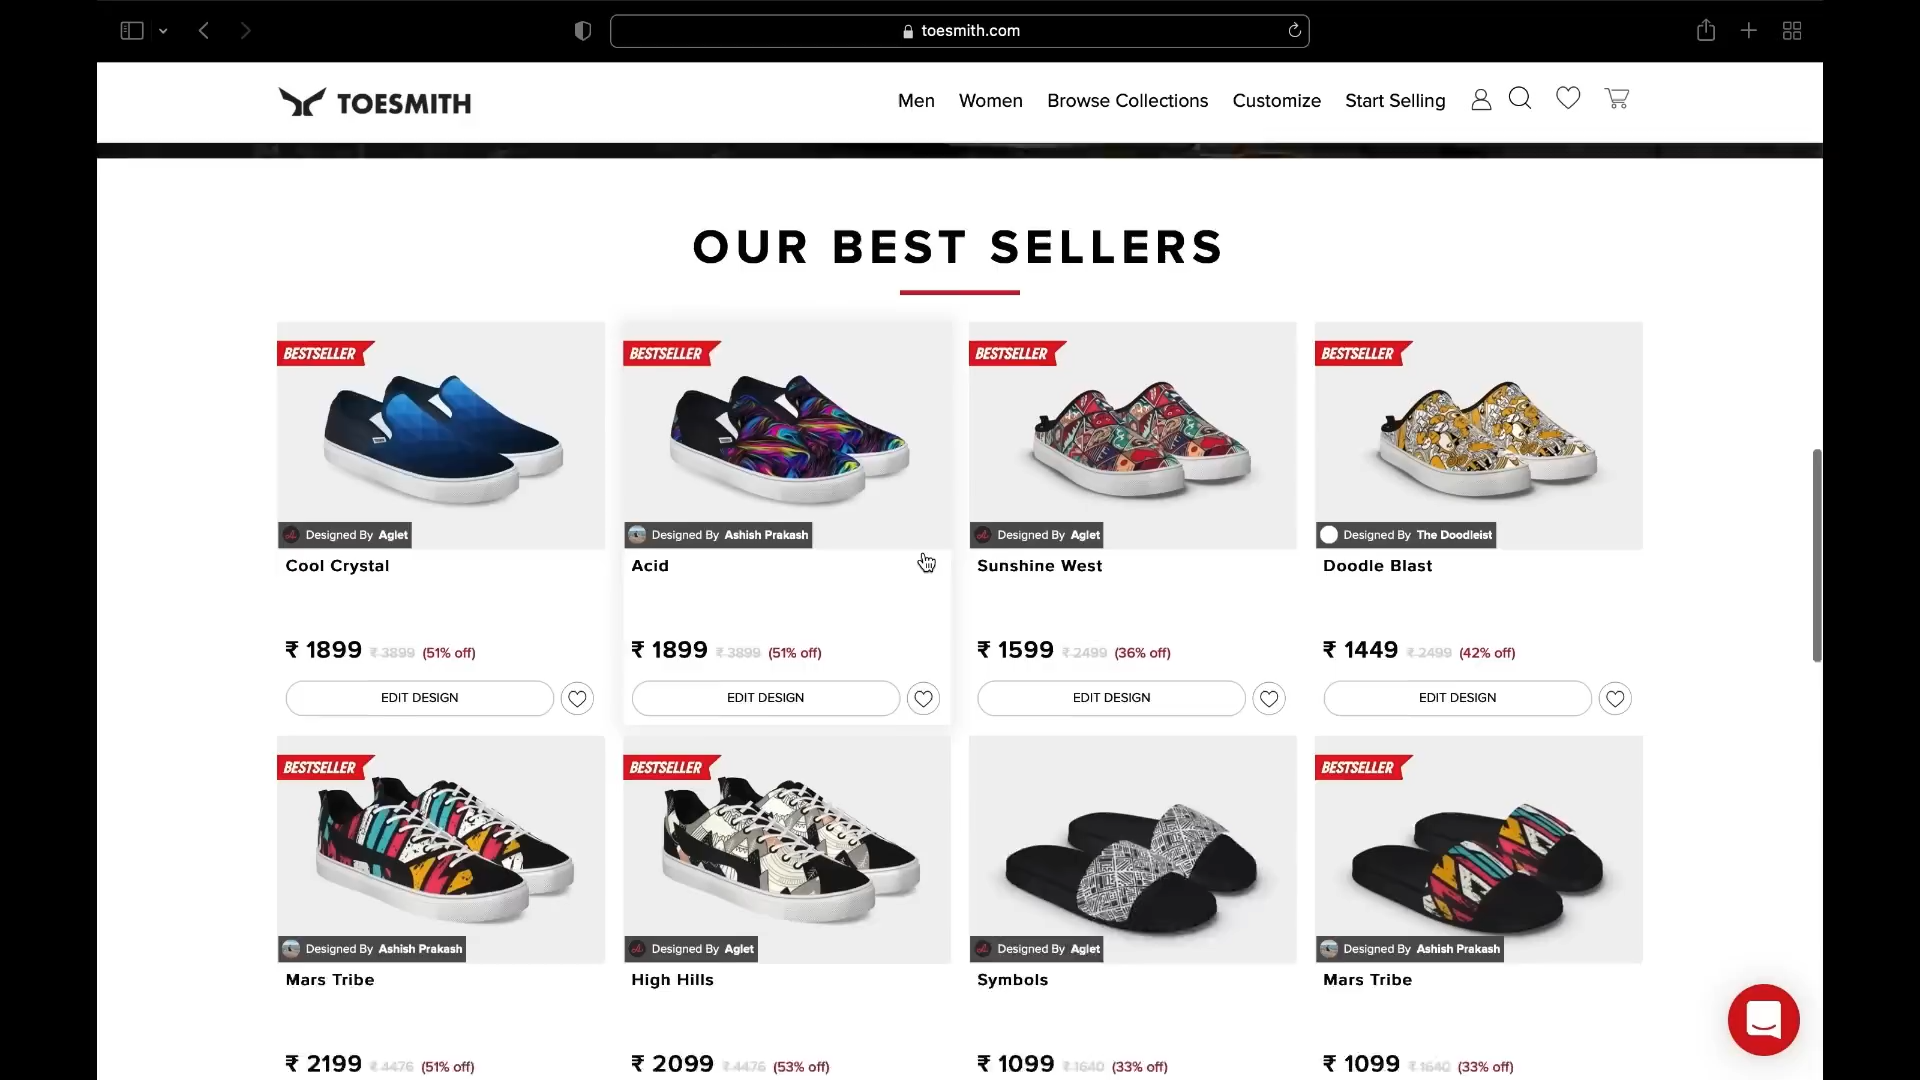 toesmith.com
TOESMITH
Men Women Browse Collections Customize Start Selling
OUR BEST SELLERS
BESTSELLER BESTSELLER BESTSELLER BESTSELLER
Designed By Aglet Designed By Ashish Prakash Designed By Aglet Designed By The Doodleist
Cool Crystal Acid Sunshine West Doodle Blast
₹ 1899 ₹ 3899 (51% off) ₹ 1899 ₹ 3899 (51% off) ₹ 1599 ₹ 2499 (36% off) ₹ 1449 ₹ 2499 (42% off)
EDIT DESIGN EDIT DESIGN EDIT DESIGN EDIT DESIGN
BESTSELLER BESTSELLER BESTSELLER
Designed By Ashish Prakash Designed By Aglet Designed By Aglet Designed By Ashish Prakash
Mars Tribe High Hills Symbols Mars Tribe
₹ 2199 ₹ 4476 (51% off) ₹ 2099 ₹ 4476 (53% off) ₹ 1099 ₹ 1640 (33% off) ₹ 1099 ₹ 1640 (33% off)